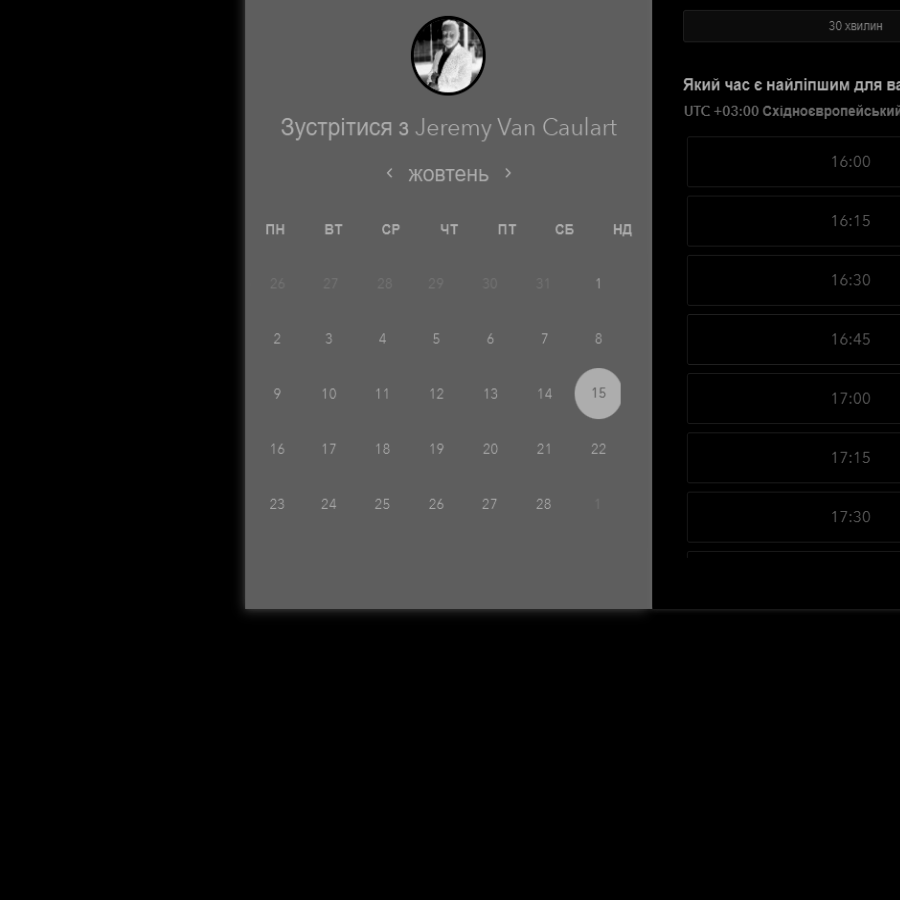 Зустрітися з Jeremy Van Caulart
жовтень
ПН ВТ СР ЧТ ПТ СБ НД
26 27 28 29 30 31 1
2 3 4 5 6 7 8
9 10 11 12 13 14 15
16 17 18 19 20 21 22
23 24 25 26 27 28 1
30 хвилин
Який час є найліпшим для ва
UTC +03:00 Східноєвропейський
16:00
16:15
16:30
16:45
17:00
17:15
17:30